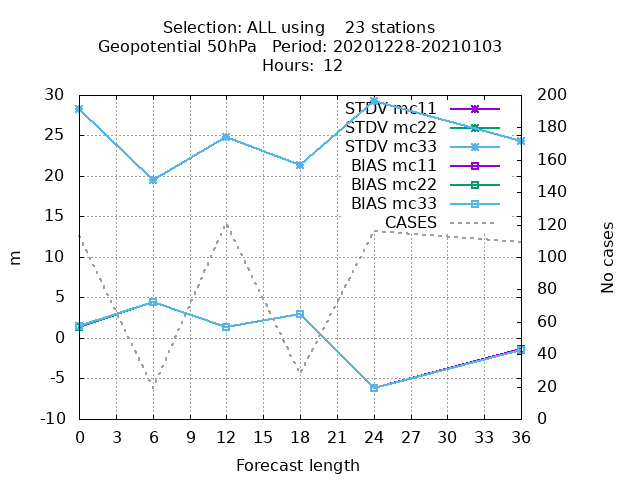 Selection: ALL using    23 stations
Geopotential 50hPa   Period: 20201228-20210103
Hours:  12
30
25
20
15
10
5
0
-5
-10
m
STDV mc11
STDV mc22
STDV mc33
BIAS mc11
BIAS mc22
BIAS mc33
CASES
200
180
160
140
120
100
80
60
40
20
0
No cases
0 3 6 9 12 15 18 21 24 27 30 33 36
Forecast length